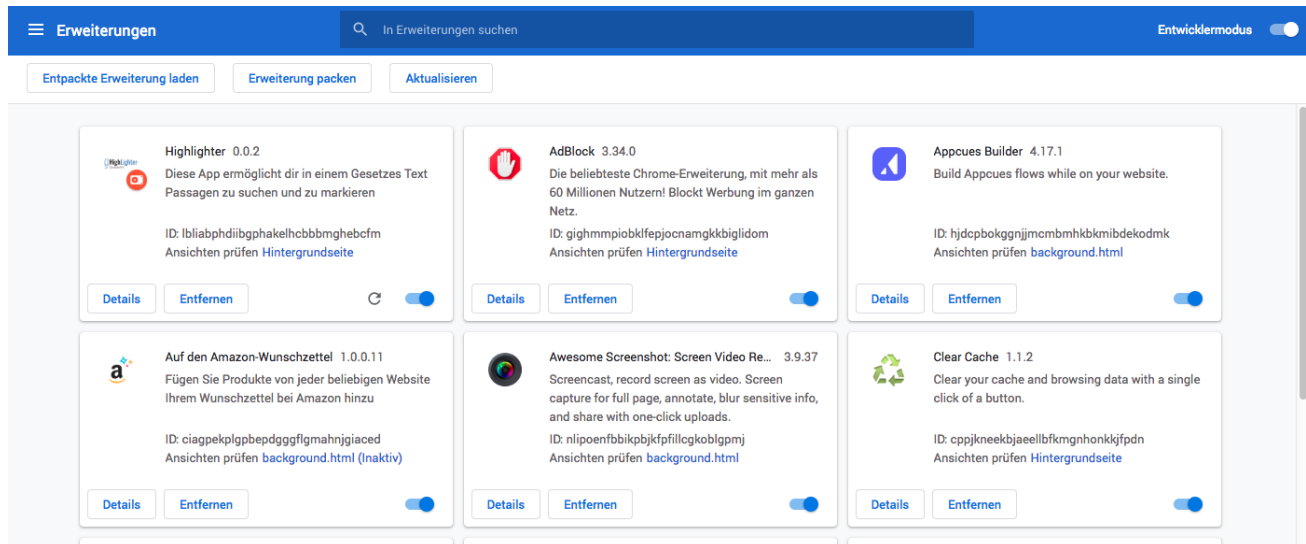 Erweiterungen
In Erweiterungen suchen
Entwicklermodus
Entpackte Erweiterung laden
Erweiterung packen
Aktualisieren
HighLighter
Highlighter 0.0.2
Diese App ermöglicht dir in einem Gesetzes Text
Passagen zu suchen und zu markieren
ID: lbliabphdiibgphakelhcbbbmghebcfm
Ansichten prüfen Hintergrundseite
Details
Entfernen
AdBlock 3.34.0
Die beliebteste Chrome-Erweiterung, mit mehr als
60 Millionen Nutzern! Blockt Werbung im ganzen
Netz.
ID: gighmmpiobklfepjocnamgkkbiglidom
Ansichten prüfen Hintergrundseite
Details
Entfernen
Appcues Builder 4.17.1
Build Appcues flows while on your website.
ID: hjdcpbokggnjjmcmbmhkbkmibdekodmk
Ansichten prüfen background.html
Details
Entfernen
a
Auf den Amazon-Wunschzettel 1.0.0.11
Fügen Sie Produkte von jeder beliebigen Website
Ihrem Wunschzettel bei Amazon hinzu
ID: ciagpekplgpbepdgggflgmahnjgiaced
Ansichten prüfen background.html (Inaktiv)
Details
Entfernen
Awesome Screenshot: Screen Video Re... 3.9.37
Screencast, record screen as video. Screen
capture for full page, annotate, blur sensitive info,
and share with one-click uploads.
ID: nlipoenfbbikpbjkfpfillcgkoblgpmj
Ansichten prüfen background.html
Details
Entfernen
Clear Cache 1.1.2
Clear your cache and browsing data with a single
click of a button.
ID: cppjkneekbjaeellbfkmgnhonkkjfpdn
Ansichten prüfen Hintergrundseite
Details
Entfernen